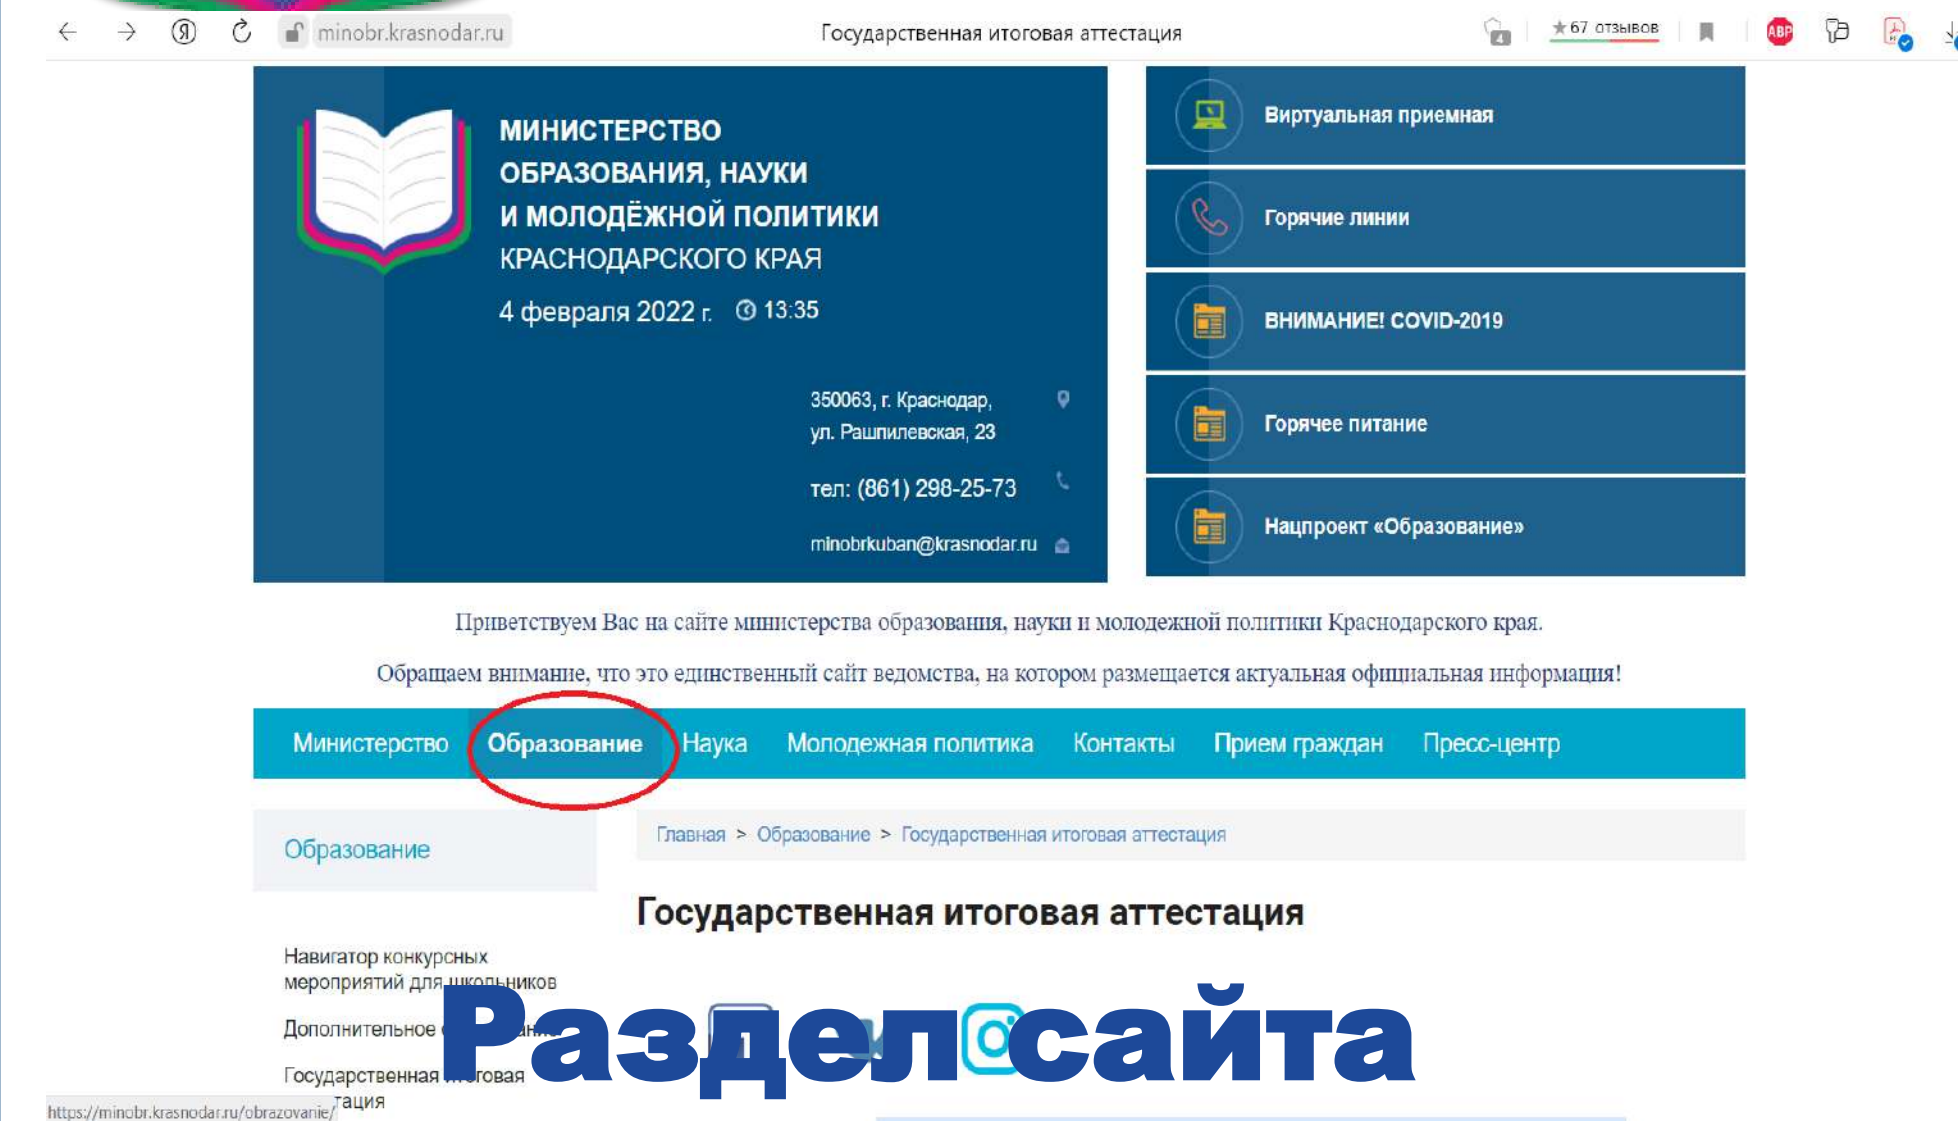 minobr.krasnodar.ru
Государственная итоговая аттестация
4
★ 67 отзывов
ABP
МИНИСТЕРСТВО
ОБРАЗОВАНИЯ, НАУКИ
И МОЛОДЁЖНОЙ ПОЛИТИКИ
КРАСНОДАРСКОГО КРАЯ
4 февраля 2022 г. 13:35
350063, г. Краснодар,
ул. Рашпилевская, 23
тел: (861) 298-25-73
minobrkuban@krasnodar.ru
Виртуальная приемная
Горячие линии
ВНИМАНИЕ! COVID-2019
Горячее питание
Нацпроект «Образование»
Приветствуем Вас на сайте министерства образования, науки и молодежной политики Краснодарского края.
Обращаем внимание, что это единственный сайт ведомства, на котором размещается актуальная официальная информация!
Министерство Образование Наука Молодежная политика Контакты Прием граждан Пресс-центр
Образование
Главная > Образование > Государственная итоговая аттестация
Государственная итоговая аттестация
Навигатор конкурсных
мероприятий для школьников
Дополнительное
Государственная итоговая
тация
Раздел сайта
https://minobr.krasnodar.ru/obrazovanie/